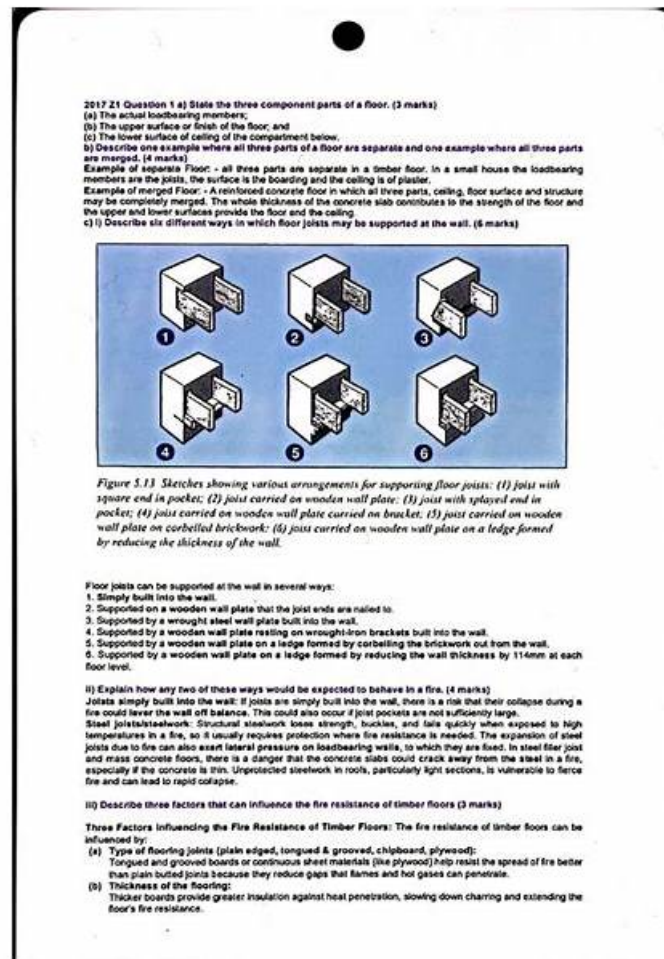 2017 Z1 Question 1 a) State the three component parts of a floor. (3 marks)
(a) The actual loadbearing members;
(b) The upper surface or finish of the floor; and
(c) The lower surface of ceiling of the compartment below.
b) Describe one example where all three parts of a floor are separate and one example where all three parts
are merged. (4 marks)
Example of separate Floor: - all three parts are separate in a timber floor. In a small house the loadbearing
members are the joists, the surface is the boarding and the ceiling is of plaster.
Example of merged Floor: - A reinforced concrete floor in which all three parts, ceiling, floor surface and structure
may be completely merged. The whole thickness of the concrete slab contributes to the strength of the floor and
the upper and lower surfaces provide the floor and the ceiling.
c) i) Describe six different ways in which floor joists may be supported at the wall. (6 marks)
1
2
3
4
5
6
Figure 5.13 Sketches showing various arrangements for supporting floor joists: (1) joist with
square end in pocket; (2) joist carried on wooden wall plate; (3) joist with splayed end in
pocket; (4) joist carried on wooden wall plate carried on bracket; (5) joist carried on wooden
wall plate on corbelled brickwork; (6) joist carried on wooden wall plate on a ledge formed
by reducing the thickness of the wall.
Floor joists can be supported at the wall in several ways:
1. Simply built into the wall.
2. Supported on a wooden wall plate that the joist ends are nailed to.
3. Supported by a wrought steel wall plate built into the wall.
4. Supported by a wooden wall plate resting on wrought-iron brackets built into the wall.
5. Supported by a wooden wall plate on a ledge formed by corbelling the brickwork out from the wall.
6. Supported by a wooden wall plate on a ledge formed by reducing the wall thickness by 114mm at each
floor level.
ii) Explain how any two of these ways would be expected to behave in a fire. (4 marks)
Joists simply built into the wall: If joists are simply built into the wall, there is a risk that their collapse during a
fire could lever the wall off balance. This could also occur if joist pockets are not sufficiently large.
Steel joists/steelwork: Structural steelwork loses strength, buckles, and fails quickly when exposed to high
temperatures in a fire, so it usually requires protection where fire resistance is needed. The expansion of steel
joists due to fire can also exert lateral pressure on loadbearing walls, to which they are fixed. In steel filler joist
and mass concrete floors, there is a danger that the concrete slabs could crack away from the steel in a fire,
especially if the concrete is thin. Unprotected steelwork in roofs, particularly light sections, is vulnerable to fierce
fire and can lead to rapid collapse.
iii) Describe three factors that can influence the fire resistance of timber floors (3 marks)
Three Factors Influencing the Fire Resistance of Timber Floors: The fire resistance of timber floors can be
influenced by:
(a) Type of flooring joints (plain edged, tongued & grooved, chipboard, plywood):
Tongued and grooved boards or continuous sheet materials (like plywood) help resist the spread of fire better
than plain butted joints because they reduce gaps that flames and hot gases can penetrate.
(b) Thickness of the flooring:
Thicker boards provide greater insulation against heat penetration, slowing down charring and extending the
floor's fire resistance.